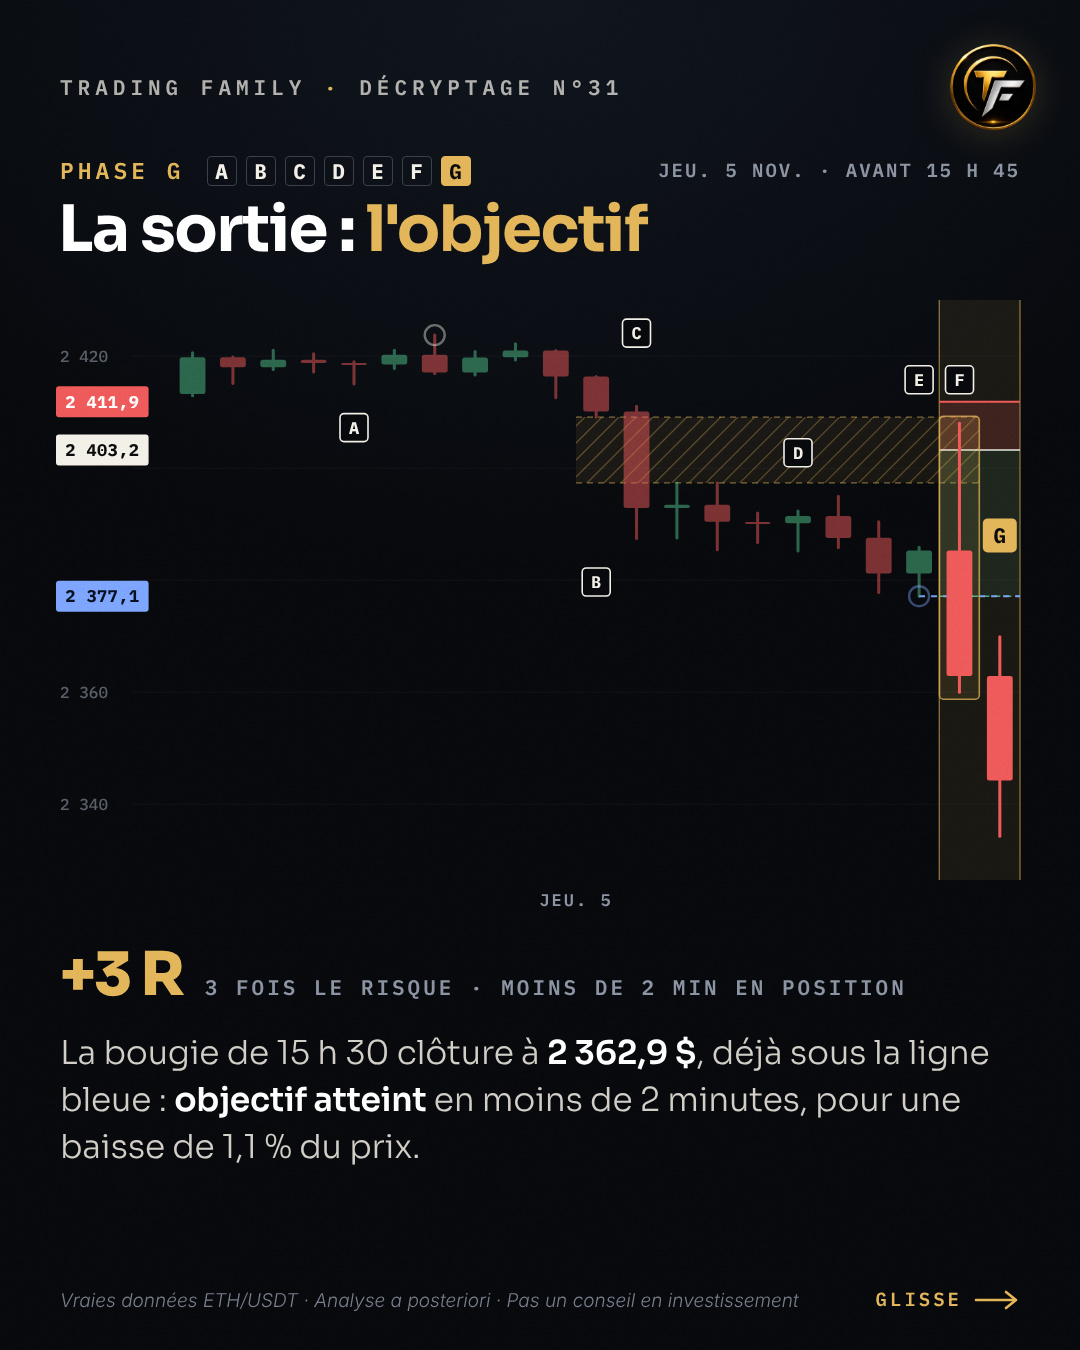 TRADING FAMILY · DÉCRYPTAGE N°31
TF
PHASE G A B C D E F G
JEU. 5 NOV. · AVANT 15 H 45
La sortie : l'objectif
C
2 420
E F
2 411,9
A
2 403,2
D
G
B
2 377,1
2 360
2 340
JEU. 5
+3 R 3 FOIS LE RISQUE · MOINS DE 2 MIN EN POSITION
La bougie de 15 h 30 clôture à 2 362,9 $, déjà sous la ligne
bleue : objectif atteint en moins de 2 minutes, pour une
baisse de 1,1 % du prix.
Vraies données ETH/USDT · Analyse a posteriori · Pas un conseil en investissement
GLISSE →